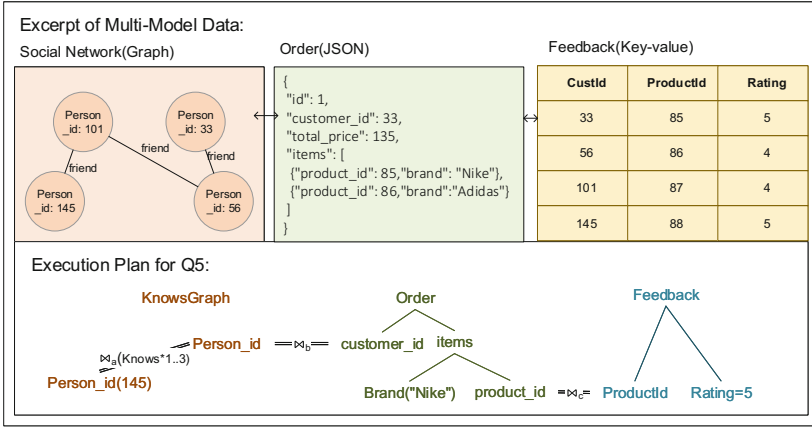 Excerpt of Multi-Model Data:
Social Network(Graph)
Order(JSON)
Feedback(Key-value)
Person
_id: 101
Person
_id: 33
friend
friend
friend
Person
_id: 145
Person
_id: 56
{
"id": 1,
"customer_id": 33,
"total_price": 135,
"items": [
{"product_id": 85,"brand": "Nike"},
{"product_id": 86,"brand":"Adidas"}
]
}
CustId ProductId Rating
33 85 5
56 86 4
101 87 4
145 88 5
Execution Plan for Q5:
KnowsGraph
Order
Feedback
Person_id =⋈b= customer_id items
⋈a(Knows*1..3)
Person_id(145)
Brand("Nike") product_id =⋈c= ProductId Rating=5